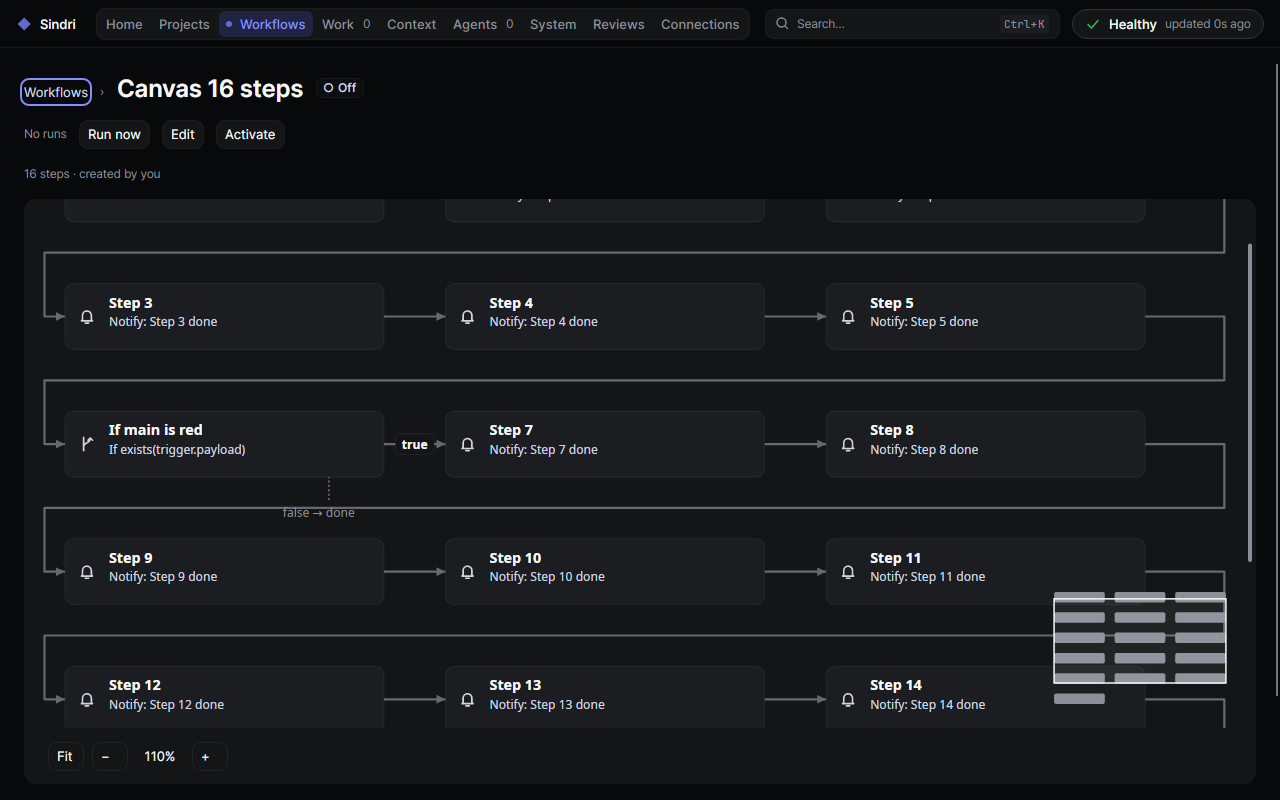 Sindri
Home Projects Workflows Work 0 Context Agents 0 System Reviews Connections
Search... Ctrl+K
Healthy updated 0s ago
Workflows › Canvas 16 steps Off
No runs Run now Edit Activate
16 steps · created by you
Step 3
Notify: Step 3 done
Step 4
Notify: Step 4 done
Step 5
Notify: Step 5 done
If main is red
If exists(trigger.payload)
true
Step 7
Notify: Step 7 done
Step 8
Notify: Step 8 done
false → done
Step 9
Notify: Step 9 done
Step 10
Notify: Step 10 done
Step 11
Notify: Step 11 done
Step 12
Notify: Step 12 done
Step 13
Notify: Step 13 done
Step 14
Notify: Step 14 done
Fit − 110% +